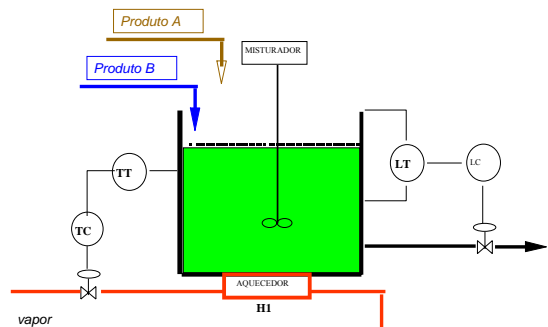 Produto A
MISTURADOR
Produto B
LT
LC
TT
TC
AQUECEDOR
H1
vapor